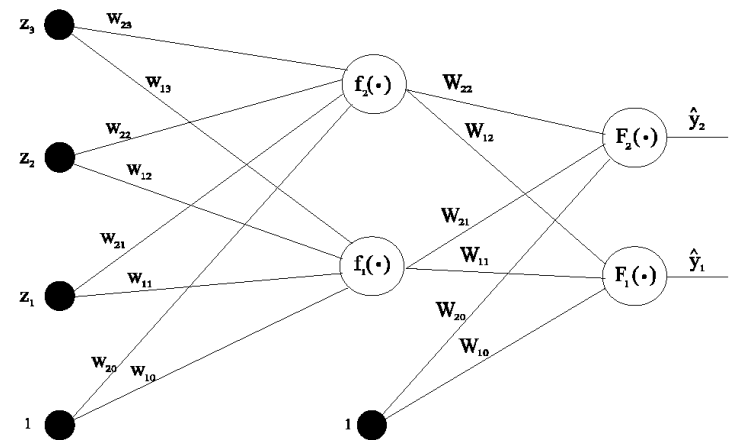 z₃ w₂₃
w₁₃ f₂(·) W₂₂
w₂₂ W₁₂ F₂(·) ŷ₂
z₂ w₁₂
w₂₁ W₂₁
z₁ w₁₁ f₁(·) W₁₁ F₁(·) ŷ₁
W₂₀
w₂₀ w₁₀ W₁₀
1 1